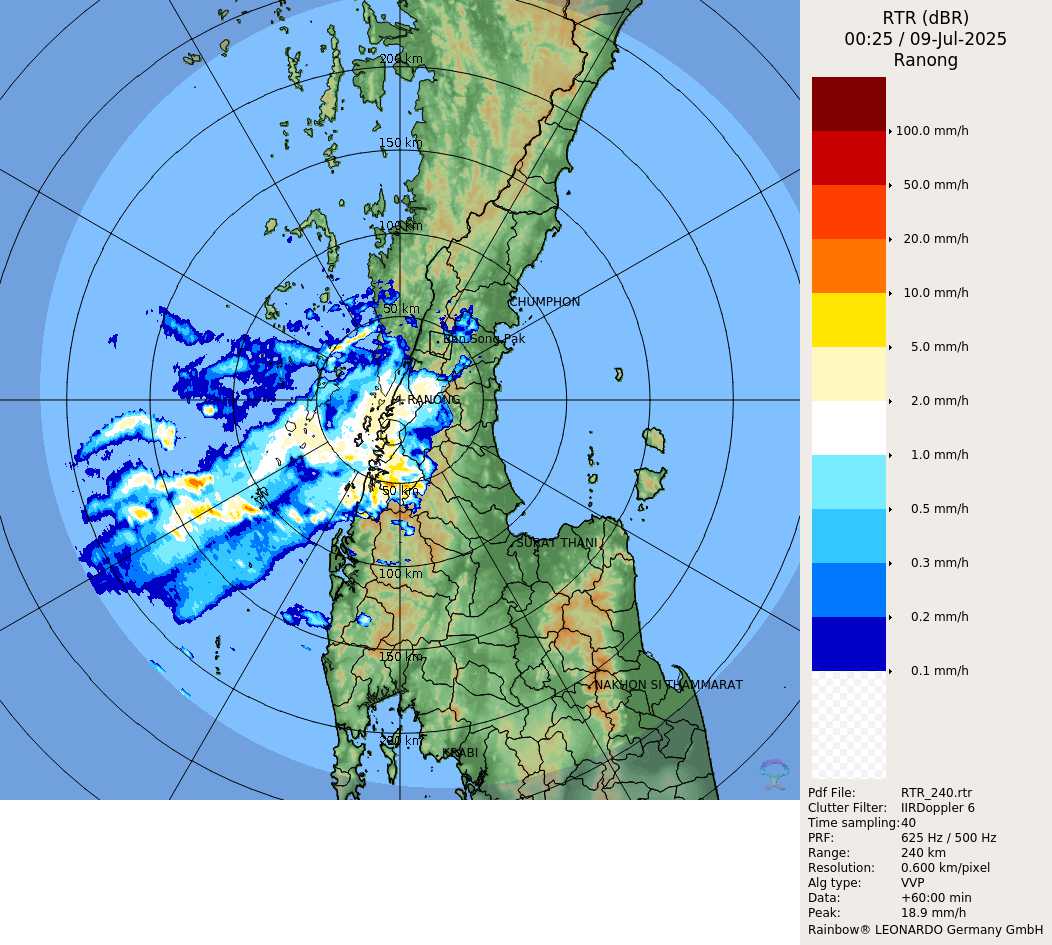 RTR (dBR)
00:25 / 09-Jul-2025
Ranong
200 km
150 km
100 km
50 km
CHUMPHON
Ban Song Pak
RANONG
50 km
SURAT THANI
100 km
150 km
NAKHON SI THAMMARAT
200 km
KRABI
100.0 mm/h
50.0 mm/h
20.0 mm/h
10.0 mm/h
5.0 mm/h
2.0 mm/h
1.0 mm/h
0.5 mm/h
0.3 mm/h
0.2 mm/h
0.1 mm/h
Pdf File: RTR_240.rtr
Clutter Filter: IIRDoppler 6
Time sampling: 40
PRF: 625 Hz / 500 Hz
Range: 240 km
Resolution: 0.600 km/pixel
Alg type: VVP
Data: +60:00 min
Peak: 18.9 mm/h
Rainbow® LEONARDO Germany GmbH